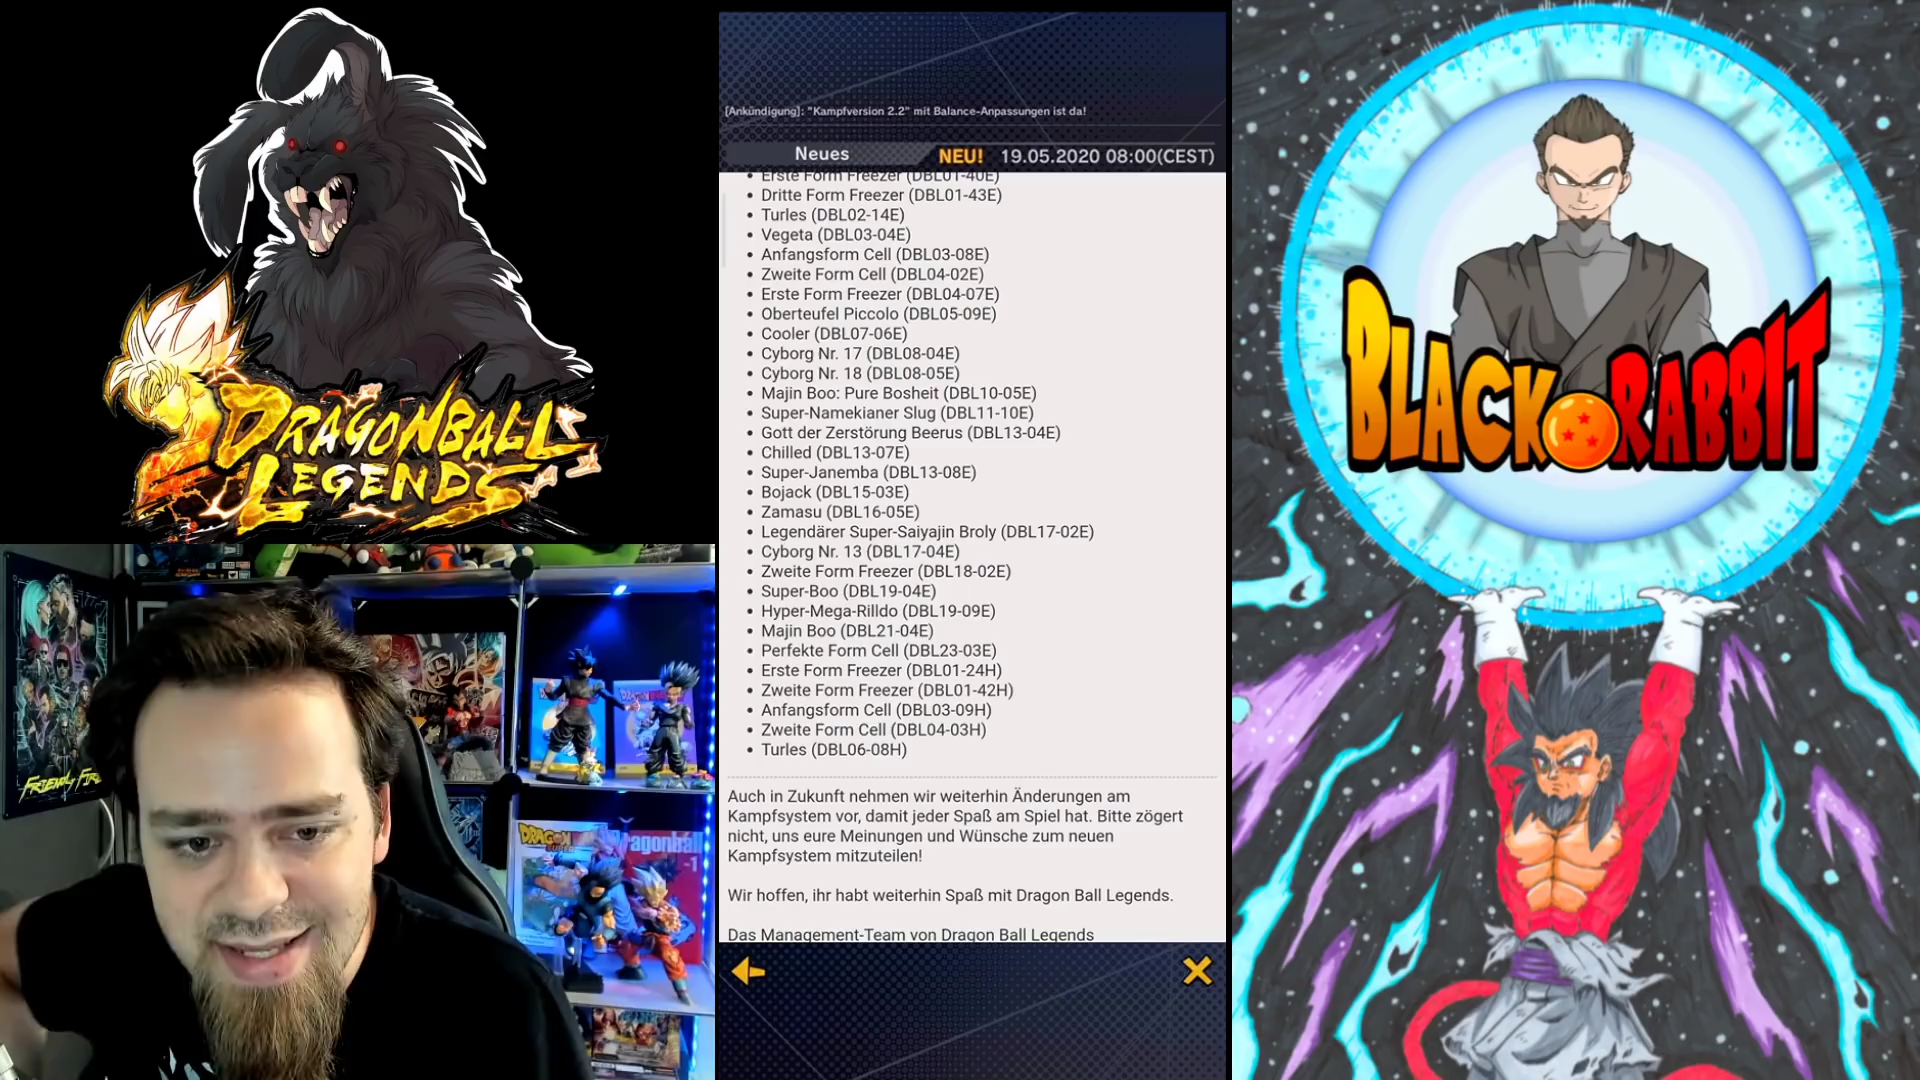 DRAGONBALL
LEGENDS
[Ankündigung]: "Kampfversion 2.2" mit Balance-Anpassungen ist da!
Neues
NEU! 19.05.2020 08:00(CEST)
• Erste Form Freezer (DBL01-40E)
• Dritte Form Freezer (DBL01-43E)
• Turles (DBL02-14E)
• Vegeta (DBL03-04E)
• Anfangsform Cell (DBL03-08E)
• Zweite Form Cell (DBL04-02E)
• Erste Form Freezer (DBL04-07E)
• Oberteufel Piccolo (DBL05-09E)
• Cooler (DBL07-06E)
• Cyborg Nr. 17 (DBL08-04E)
• Cyborg Nr. 18 (DBL08-05E)
• Majin Boo: Pure Bosheit (DBL10-05E)
• Super-Namekianer Slug (DBL11-10E)
• Gott der Zerstörung Beerus (DBL13-04E)
• Chilled (DBL13-07E)
• Super-Janemba (DBL13-08E)
• Bojack (DBL15-03E)
• Zamasu (DBL16-05E)
• Legendärer Super-Saiyajin Broly (DBL17-02E)
• Cyborg Nr. 13 (DBL17-04E)
• Zweite Form Freezer (DBL18-02E)
• Super-Boo (DBL19-04E)
• Hyper-Mega-Rilldo (DBL19-09E)
• Majin Boo (DBL21-04E)
• Perfekte Form Cell (DBL23-03E)
• Erste Form Freezer (DBL01-24H)
• Zweite Form Freezer (DBL01-42H)
• Anfangsform Cell (DBL03-09H)
• Zweite Form Cell (DBL04-03H)
• Turles (DBL06-08H)
Auch in Zukunft nehmen wir weiterhin Änderungen am
Kampfsystem vor, damit jeder Spaß am Spiel hat. Bitte zögert
nicht, uns eure Meinungen und Wünsche zum neuen
Kampfsystem mitzuteilen!
Wir hoffen, ihr habt weiterhin Spaß mit Dragon Ball Legends.
Das Management-Team von Dragon Ball Legends
BLACK RABBIT
FRIENDLY FIRE
DRAGON